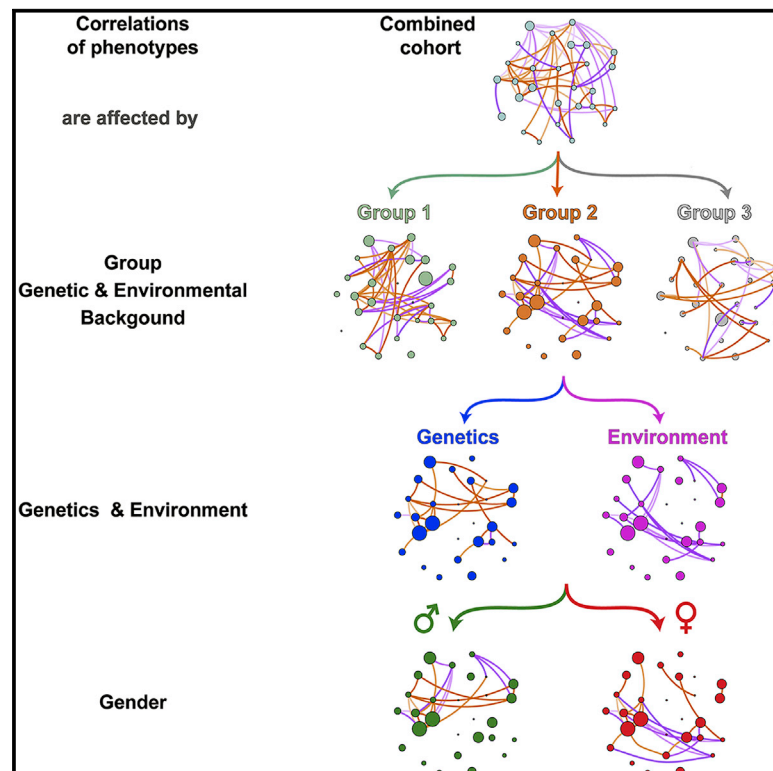 Correlations
of phenotypes
Combined
cohort
are affected by
Group 1
Group 2
Group 3
Group
Genetic & Environmental
Backgound
Genetics
Environment
Genetics & Environment
♂
♀
Gender